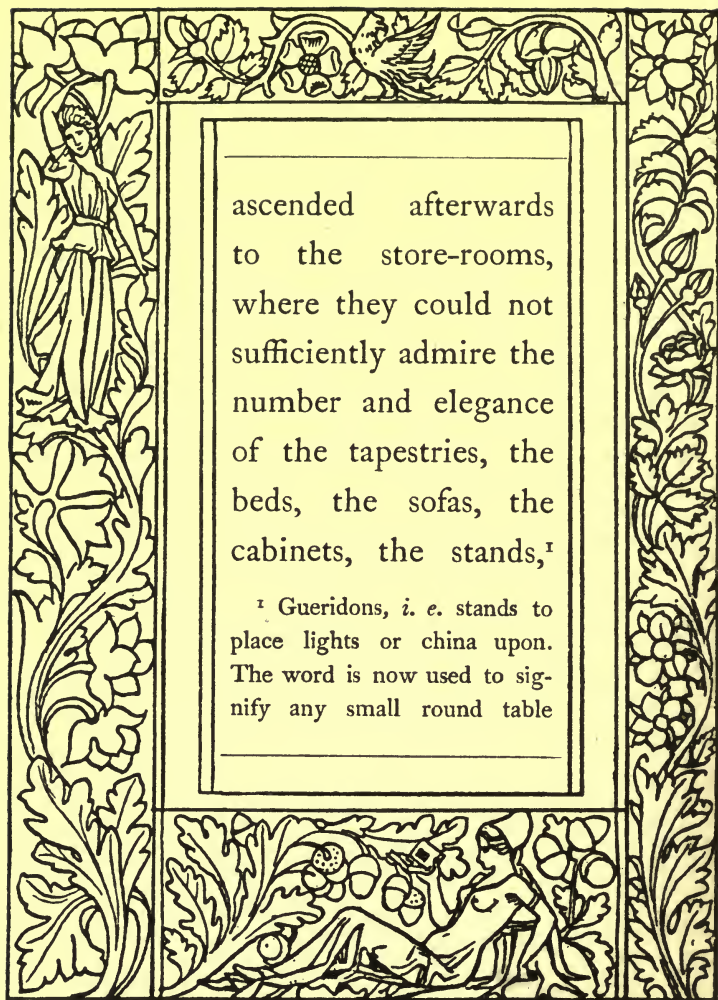 ascended afterwards
to the store-rooms,
where they could not
sufficiently admire the
number and elegance
of the tapestries, the
beds, the sofas, the
cabinets, the stands,¹
¹ Gueridons, i. e. stands to
place lights or china upon.
The word is now used to sig-
nify any small round table